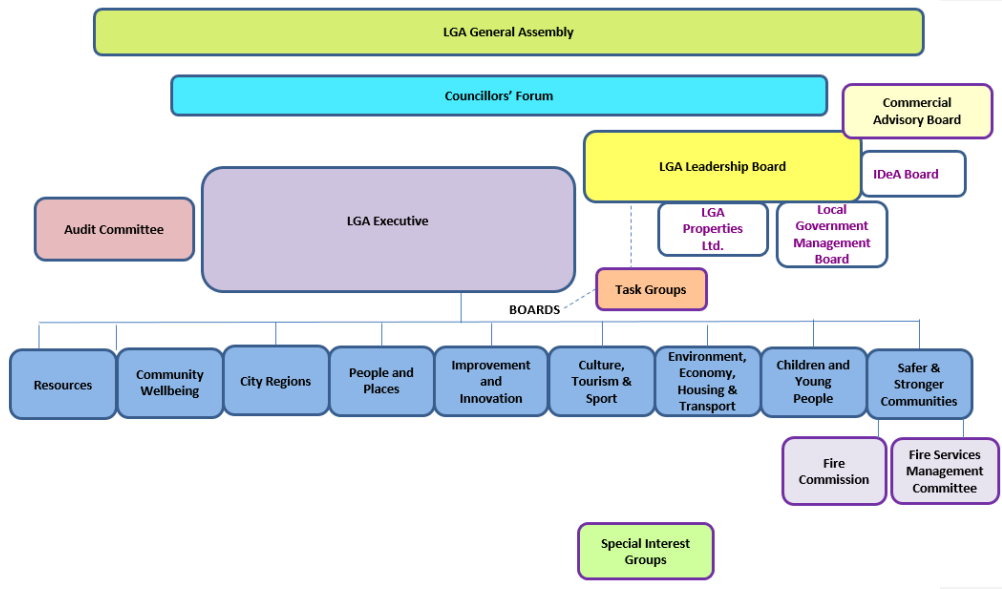 LGA General Assembly
Councillors’ Forum
Commercial
Advisory Board
LGA Leadership Board
IDeA Board
LGA Executive
Audit Committee
LGA
Properties
Ltd.
Local
Government
Management
Board
Task Groups
BOARDS
Resources
Community
Wellbeing
City Regions
People and
Places
Improvement
and
Innovation
Culture,
Tourism &
Sport
Environment,
Economy,
Housing &
Transport
Children and
Young
People
Safer &
Stronger
Communities
Fire
Commission
Fire Services
Management
Committee
Special Interest
Groups